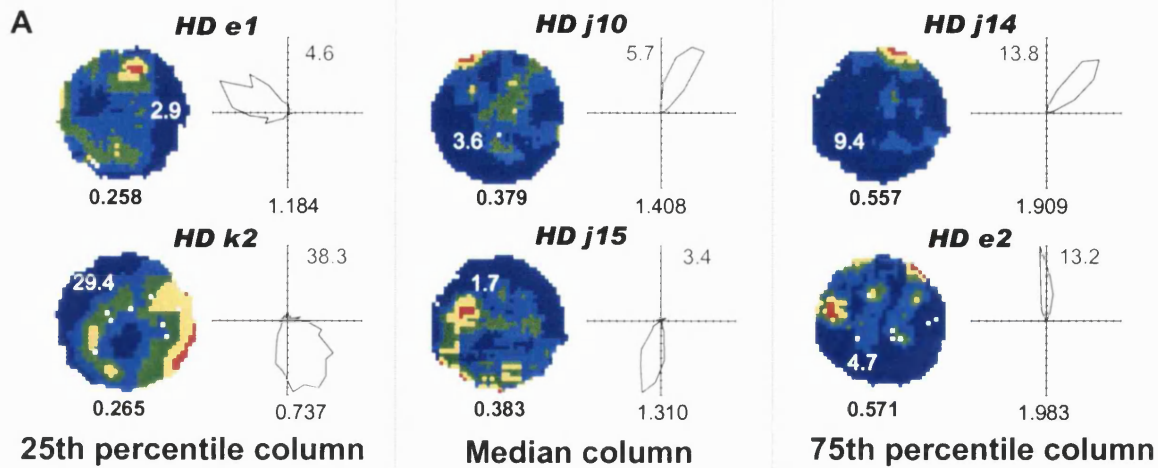 A
HD e1 HD j10 HD j14
4.6 5.7 13.8
2.9 3.6 9.4
0.258 0.379 0.557
1.184 1.408 1.909
HD k2 HD j15 HD e2
38.3 3.4 13.2
29.4 1.7 4.7
0.265 0.383 0.571
0.737 1.310 1.983
25th percentile column Median column 75th percentile column